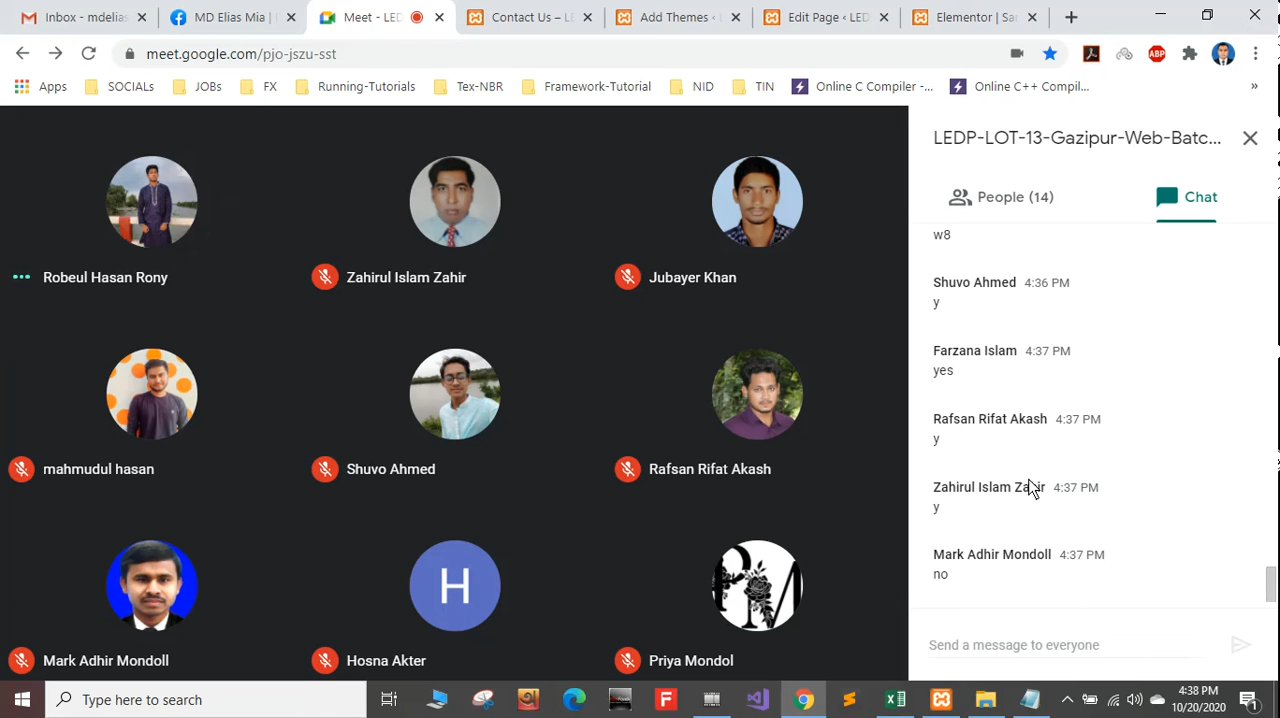 Inbox - mdelias
MD Elias Mia |
Meet - LED
Contact Us – L
Add Themes ‹
Edit Page ‹ LED
Elementor | Sa
meet.google.com/pjo-jszu-sst
ABP
Apps
SOCIALs
JOBs
FX
Running-Tutorials
Tex-NBR
Framework-Tutorial
NID
TIN
Online C Compiler -...
Online C++ Compil...
»
Robeul Hasan Rony
Zahirul Islam Zahir
Jubayer Khan
mahmudul hasan
Shuvo Ahmed
Rafsan Rifat Akash
Mark Adhir Mondoll
H
Hosna Akter
PM
Priya Mondol
LEDP-LOT-13-Gazipur-Web-Batc...
People (14)
Chat
w8
Shuvo Ahmed 4:36 PM
y
Farzana Islam 4:37 PM
yes
Rafsan Rifat Akash 4:37 PM
y
Zahirul Islam Zahir 4:37 PM
y
Mark Adhir Mondoll 4:37 PM
no
Send a message to everyone
Type here to search
F
4:38 PM
10/20/2020
1